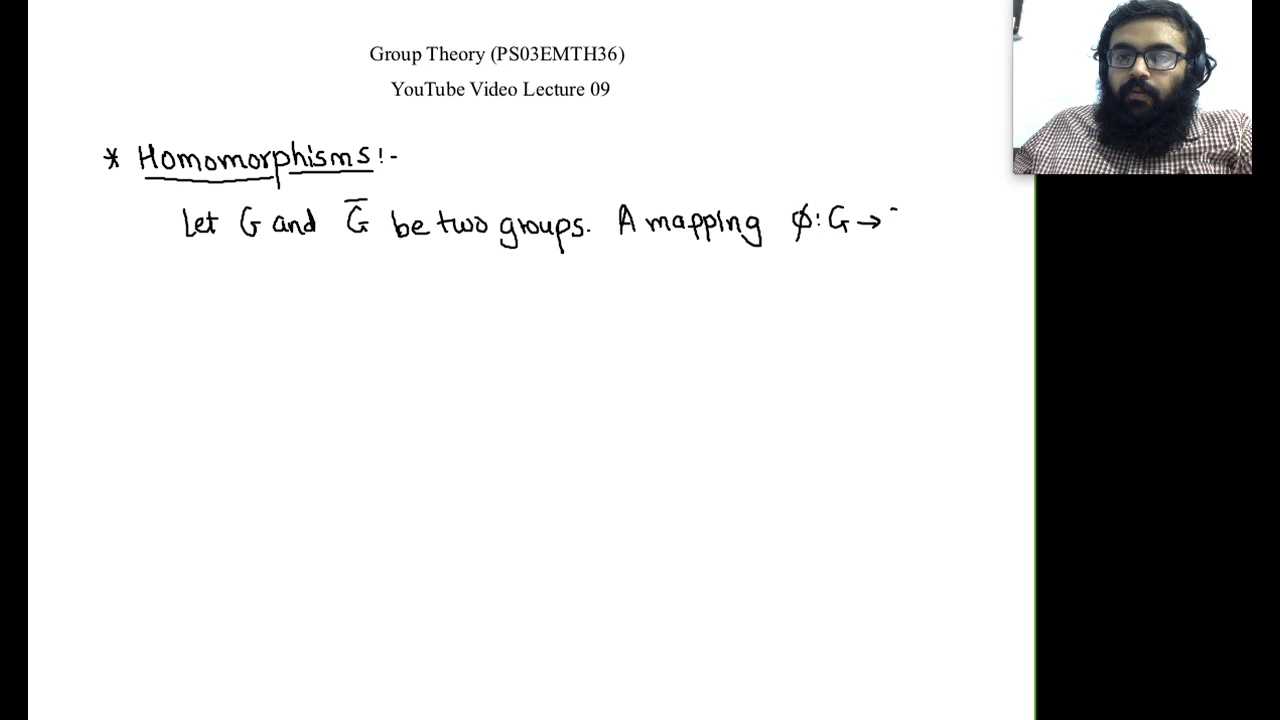 Group Theory (PS03EMTH36)
YouTube Video Lecture 09
* Homomorphisms:-
Let G and G̅ be two groups. A mapping ϕ: G →